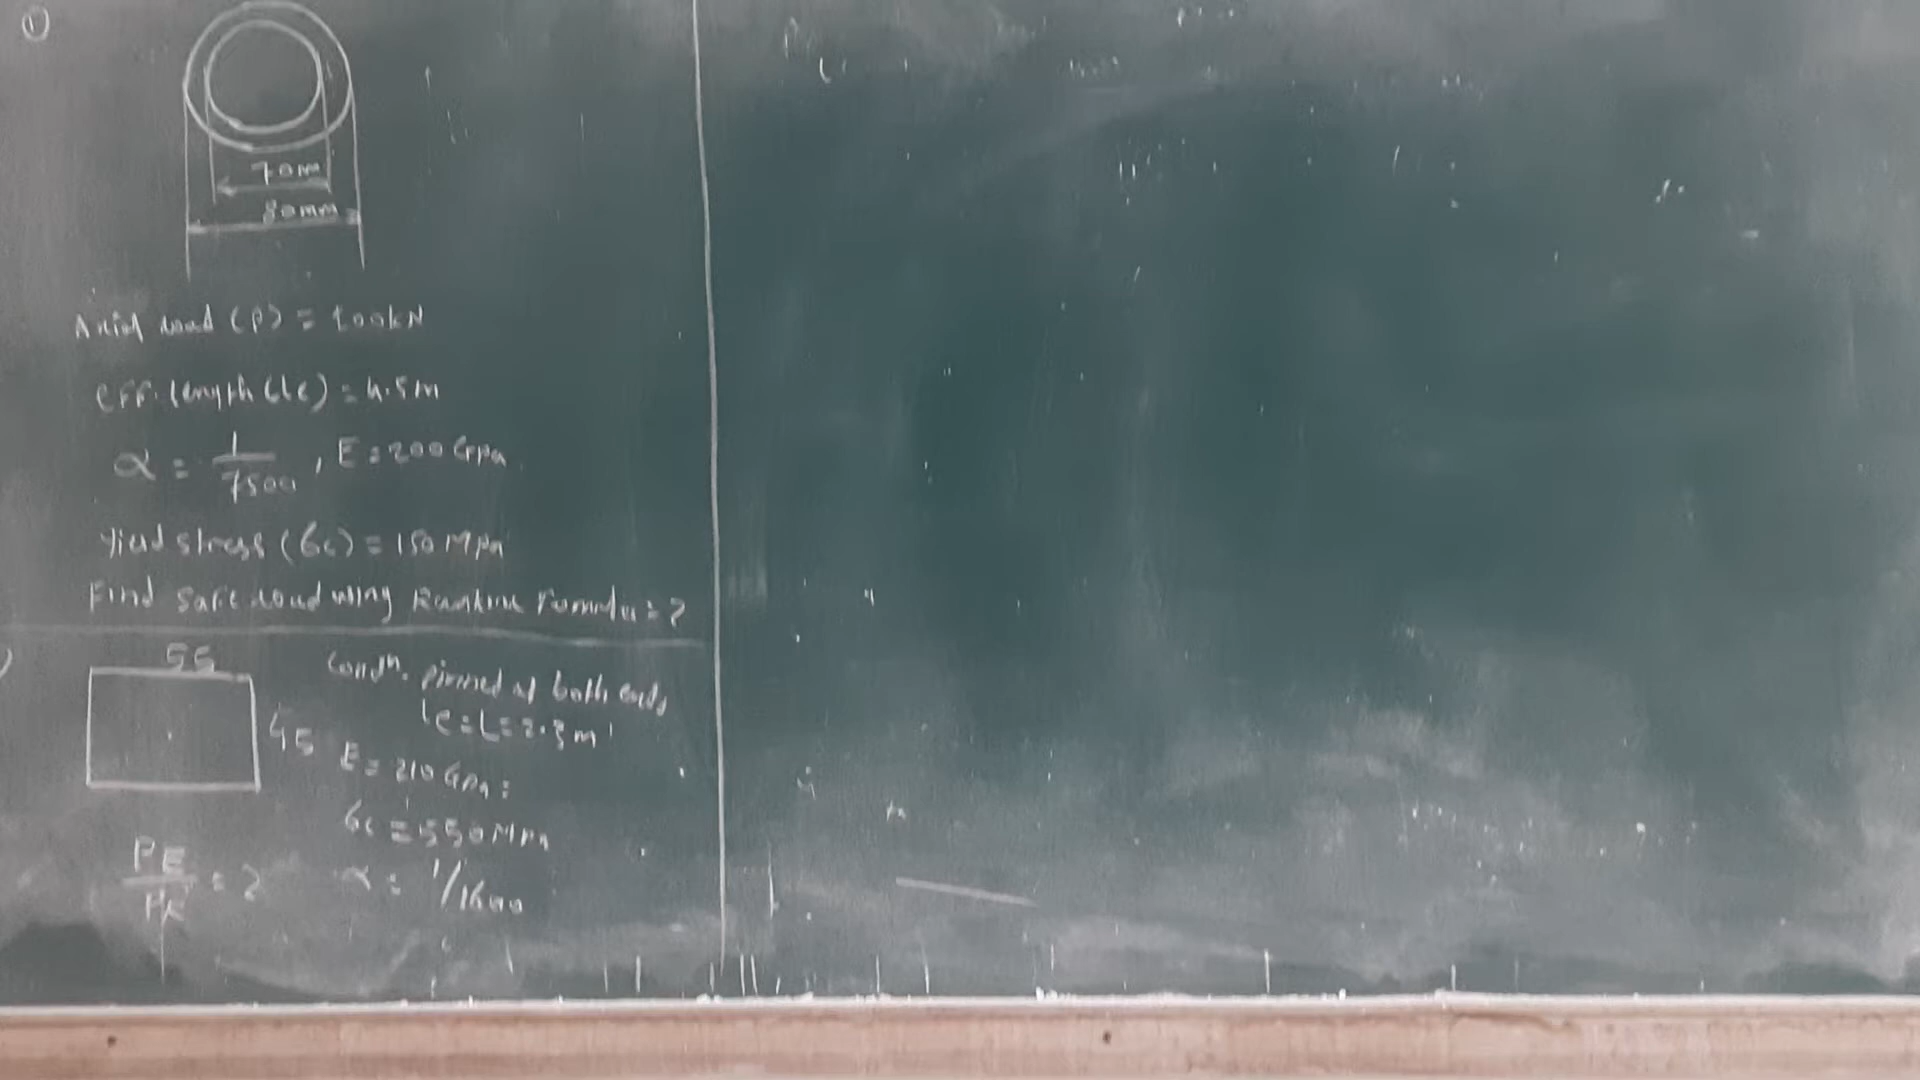 ①
70m
80mm
Axial load (P) = 100kN
eff. length (le) = 4.5m
α = 1/7500, E = 200 Gpa
Yield stress (σc) = 150 MPa
Find safe load using Rankine Formula = ?
)
55
45
Condn. pinned at both ends
le = L = 2.3m
E = 210 GPa:
σc = 550 MPa
α = 1/1600
PE/PR = ?